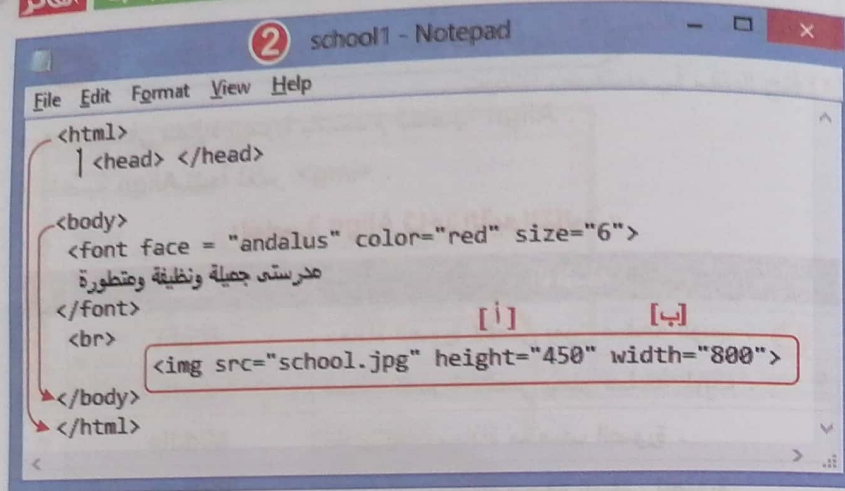 2 school1 - Notepad
File Edit Format View Help
<html>
<head> </head>
<body>
<font face = "andalus" color="red" size="6">
مدرستى جميلة ونظيفة ومتطورة
</font>
[أ] [ب]
<br>
<img src="school.jpg" height="450" width="800">
</body>
</html>